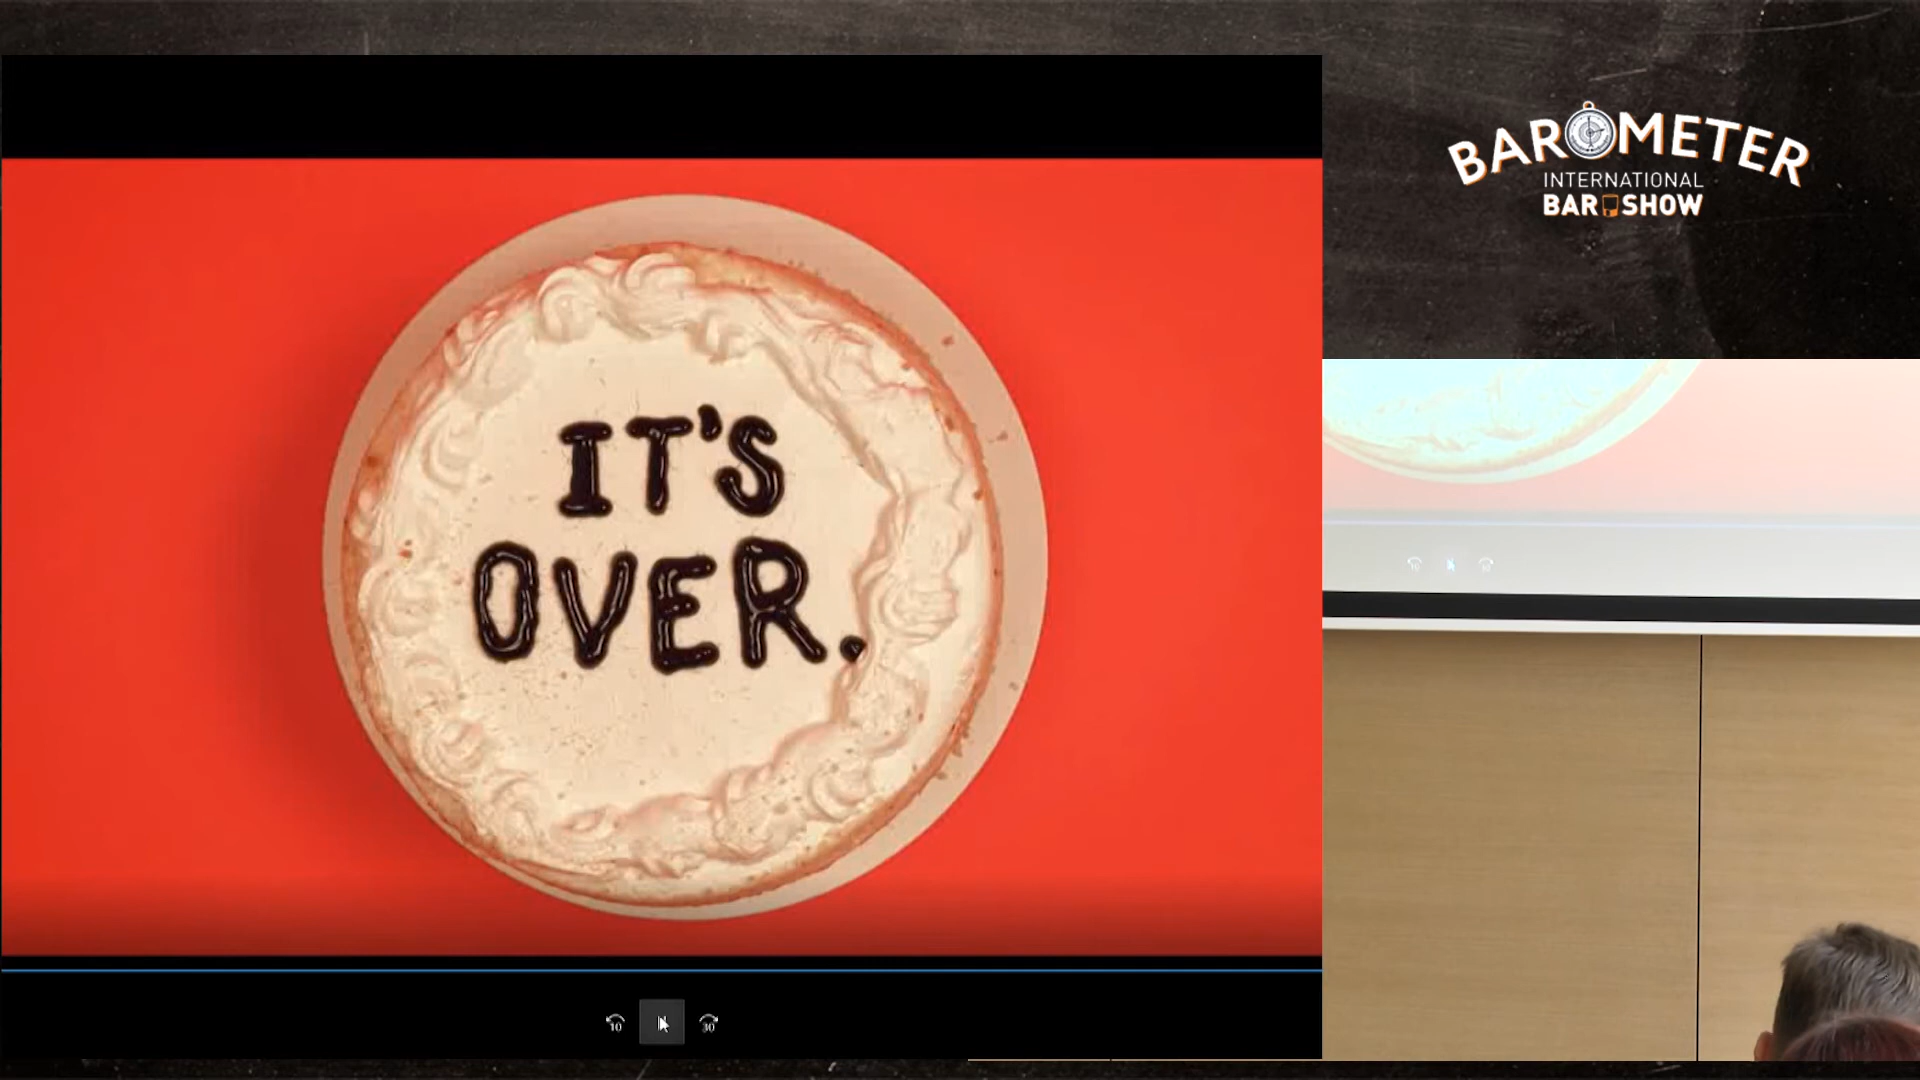 IT'S
OVER.
10
30
BAROMETER
INTERNATIONAL
BAR SHOW